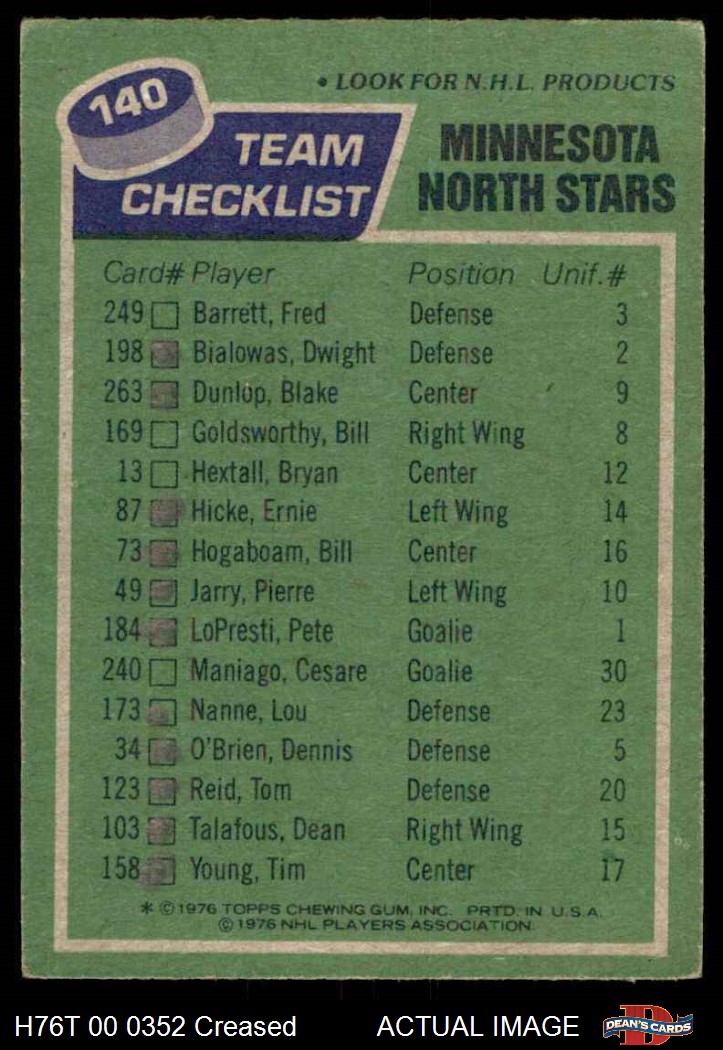 • LOOK FOR N.H.L. PRODUCTS
140
TEAM CHECKLIST
MINNESOTA NORTH STARS
Card# Player Position Unif.#
249 Barrett, Fred Defense 3
198 Bialowas, Dwight Defense 2
263 Dunlop, Blake Center 9
169 Goldsworthy, Bill Right Wing 8
13 Hextall, Bryan Center 12
87 Hicke, Ernie Left Wing 14
73 Hogaboam, Bill Center 16
49 Jarry, Pierre Left Wing 10
184 LoPresti, Pete Goalie 1
240 Maniago, Cesare Goalie 30
173 Nanne, Lou Defense 23
34 O'Brien, Dennis Defense 5
123 Reid, Tom Defense 20
103 Talafous, Dean Right Wing 15
158 Young, Tim Center 17
* ©1976 TOPPS CHEWING GUM, INC. PRTD. IN U.S.A.
©1976 NHL PLAYERS ASSOCIATION
H76T 00 0352 Creased ACTUAL IMAGE
DEAN'S CARDS